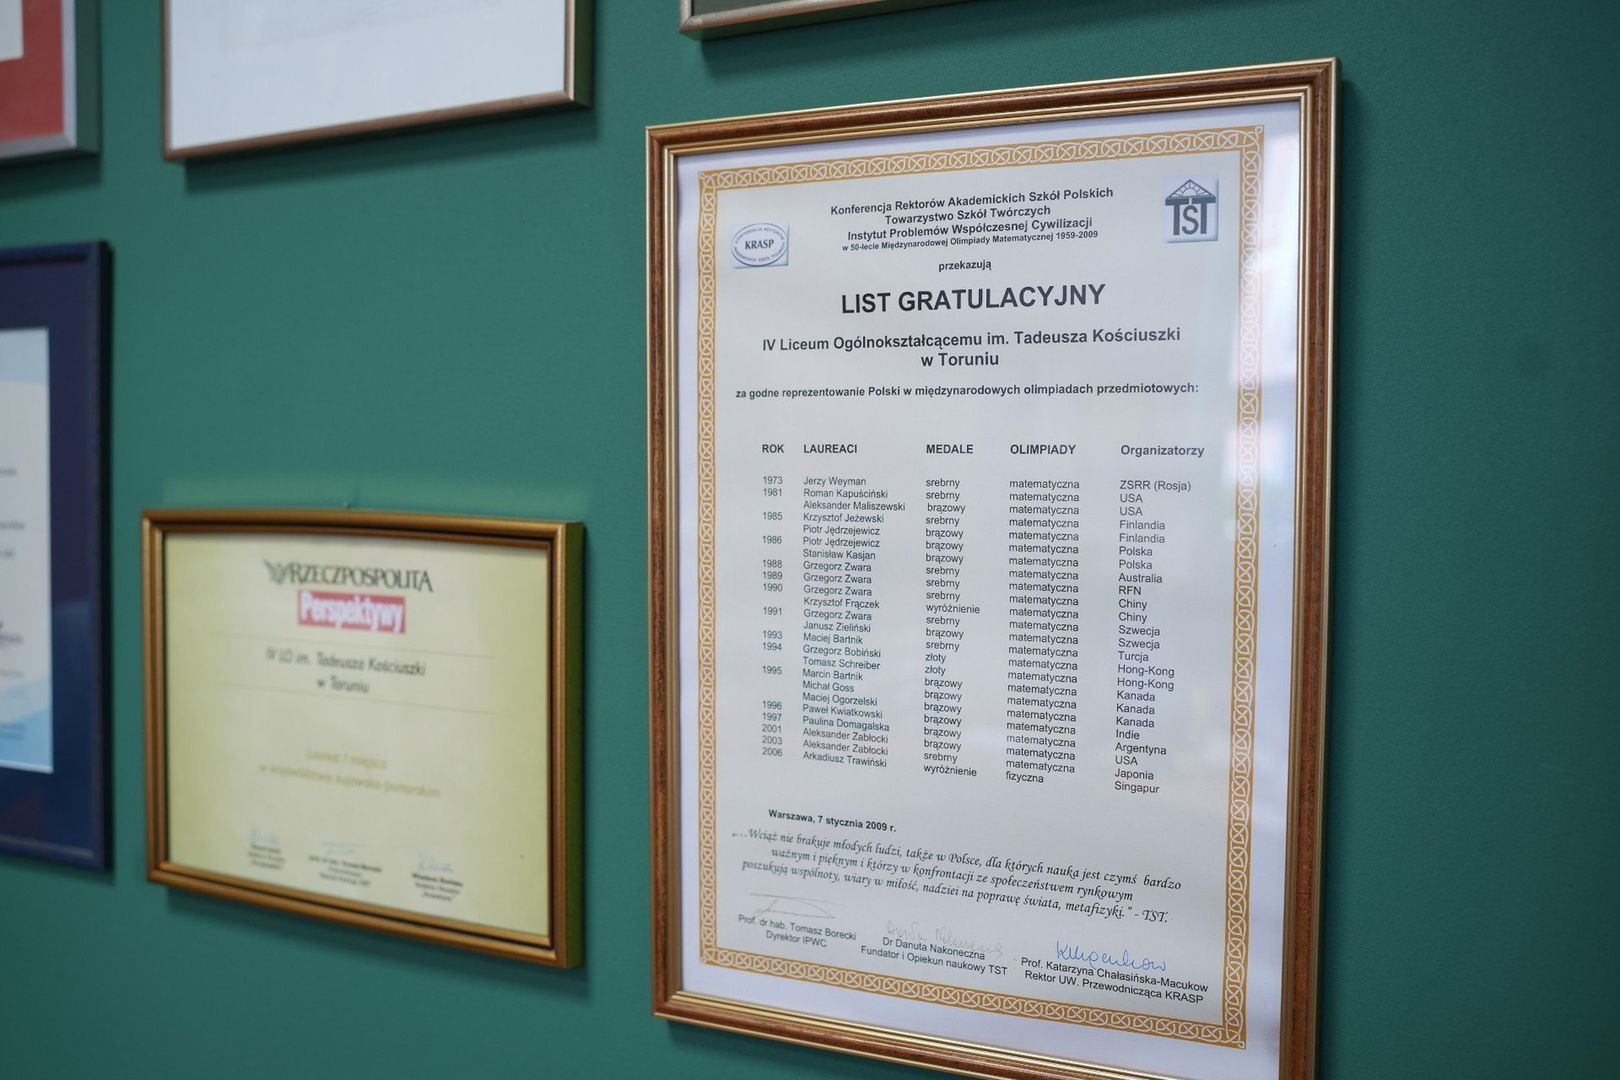 Konferencja Rektorów Akademickich Szkół Polskich
Towarzystwo Szkół Twórczych
Instytut Problemów Współczesnej Cywilizacji
w 50-lecie Międzynarodowej Olimpiady Matematycznej 1959-2009
KRASP
TST
przekazują
LIST GRATULACYJNY
IV Liceum Ogólnokształcącemu im. Tadeusza Kościuszki
w Toruniu
za godne reprezentowanie Polski w międzynarodowych olimpiadach przedmiotowych:
ROK LAUREACI MEDALE OLIMPIADY Organizatorzy
1973 Jerzy Weyman srebrny matematyczna ZSRR (Rosja)
1981 Roman Kapuściński srebrny matematyczna USA
Aleksander Maliszewski brązowy matematyczna USA
1985 Krzysztof Jeżewski srebrny matematyczna Finlandia
Piotr Jędrzejewicz brązowy matematyczna Finlandia
1986 Piotr Jędrzejewicz brązowy matematyczna Polska
Stanisław Kasjan brązowy matematyczna Polska
1988 Grzegorz Zwara srebrny matematyczna Australia
1989 Grzegorz Zwara srebrny matematyczna RFN
1990 Grzegorz Zwara srebrny matematyczna Chiny
Krzysztof Frączek wyróżnienie matematyczna Chiny
1991 Grzegorz Zwara srebrny matematyczna Szwecja
Janusz Zieliński brązowy matematyczna Szwecja
1993 Maciej Bartnik srebrny matematyczna Turcja
1994 Grzegorz Bobiński złoty matematyczna Hong-Kong
Tomasz Schreiber złoty matematyczna Hong-Kong
1995 Marcin Bartnik brązowy matematyczna Kanada
Michał Goss brązowy matematyczna Kanada
Maciej Ogorzelski brązowy matematyczna Kanada
1996 Paweł Kwiatkowski brązowy matematyczna Indie
1997 Paulina Domagalska brązowy matematyczna Argentyna
2001 Aleksander Zabłocki brązowy matematyczna USA
2003 Aleksander Zabłocki srebrny matematyczna Japonia
2006 Arkadiusz Trawiński wyróżnienie fizyczna Singapur
Warszawa, 7 stycznia 2009 r.
„…Wciąż nie brakuje młodych ludzi, także w Polsce, dla których nauka jest czymś bardzo
ważnym i pięknym i którzy w konfrontacji ze społeczeństwem rynkowym
poszukują wspólnoty, wiary w miłość, nadziei na poprawę świata, metafizyki." - TST.
Prof. dr hab. Tomasz Borecki
Dyrektor IPWC
Dr Danuta Nakoneczna
Fundator i Opiekun naukowy TST
Prof. Katarzyna Chałasińska-Macukow
Rektor UW. Przewodnicząca KRASP
RZECZPOSPOLITA
Perspektywy
IV LO im. Tadeusza Kościuszki
w Toruniu
Laureat I miejsca
w województwie kujawsko-pomorskim